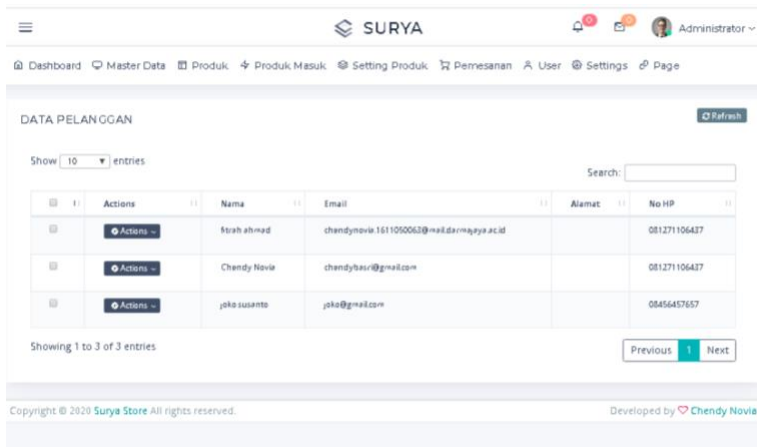 SURYA
0 0 Administrator
Dashboard Master Data Produk Produk Masuk Setting Produk Pemesanan User Settings Page
DATA PELANGGAN
Refresh
Show 10 entries
Search:
Actions Nama Email Alamat No HP
Actions fitrah ahmad chendynovia.1611050063@mail.darmajaya.ac.id 081271106437
Actions Chendy Novia chendybasri@gmail.com 081271106437
Actions joko susanto joko@gmail.com 08456457657
Showing 1 to 3 of 3 entries
Previous 1 Next
Copyright © 2020 Surya Store All rights reserved.
Developed by Chendy Novia